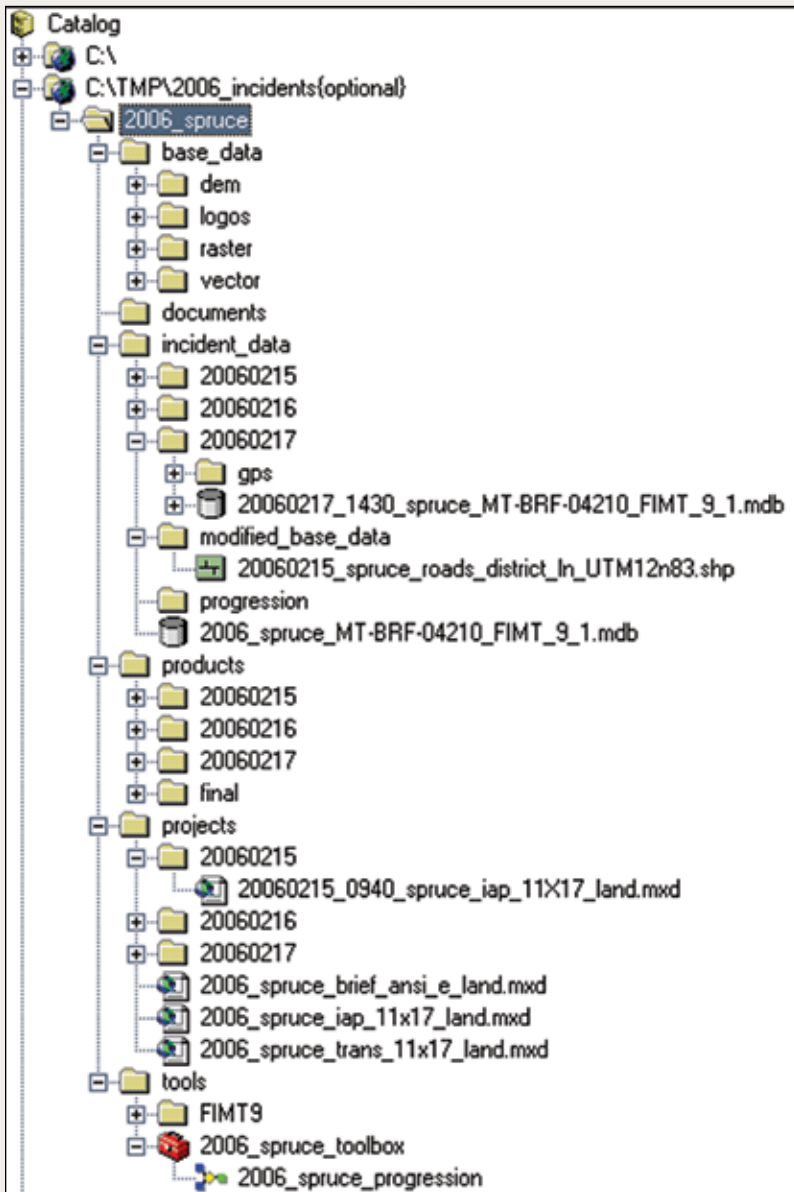 Catalog
C:\
C:\TMP\2006_incidents{optional}
2006_spruce
base_data
dem
logos
raster
vector
documents
incident_data
20060215
20060216
20060217
gps
20060217_1430_spruce_MT-BRF-04210_FIMT_9_1.mdb
modified_base_data
20060215_spruce_roads_district_ln_UTM12n83.shp
progression
2006_spruce_MT-BRF-04210_FIMT_9_1.mdb
products
20060215
20060216
20060217
final
projects
20060215
20060215_0940_spruce_iap_11X17_land.mxd
20060216
20060217
2006_spruce_brief_ansi_e_land.mxd
2006_spruce_iap_11x17_land.mxd
2006_spruce_trans_11x17_land.mxd
tools
FIMT9
2006_spruce_toolbox
2006_spruce_progression